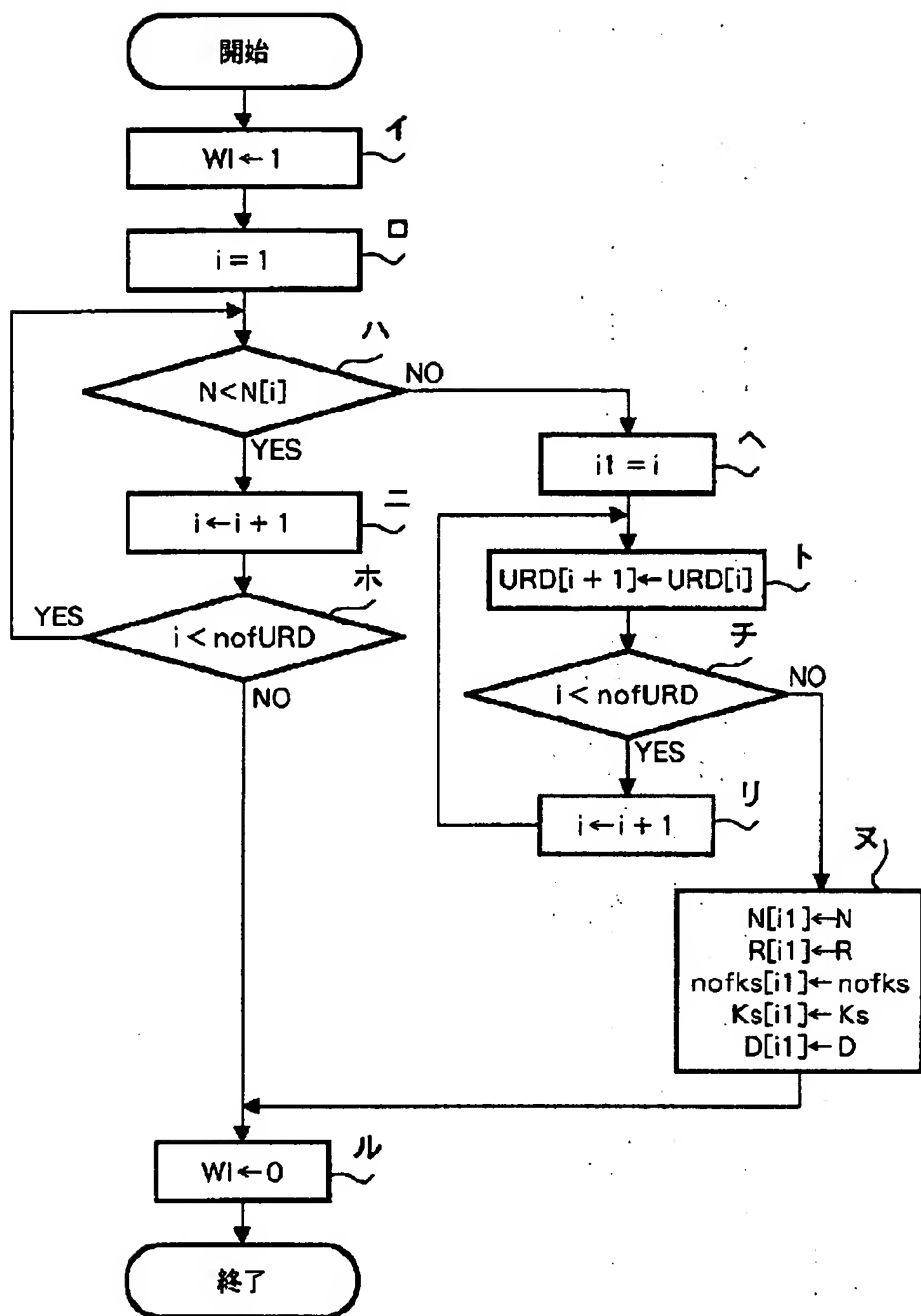 開始
WI←1
イ
i=1
ロ
N<N[i]
ハ
NO
YES
i1=i
ヘ
i←i+1
ニ
URD[i+1]←URD[i]
ト
i<nofURD
ホ
YES
NO
i<nofURD
チ
NO
YES
i←i+1
リ
ヌ
N[i1]←N
R[i1]←R
nofks[i1]←nofks
Ks[i1]←Ks
D[i1]←D
WI←0
ル
終了